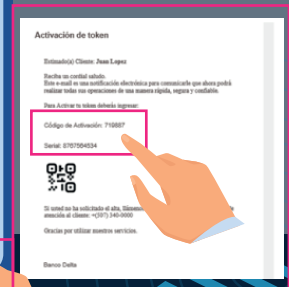 Activación de token
Estimado(a) Cliente: Juan Lopez
Reciba un cordial saludo.
Este e-mail es una notificación electrónica para comunicarle que ahora podrá
realizar todas sus operaciones de una manera rápida, segura y confiable.
Para Activar tu token deberás ingresar:
Código de Activación: 719887
Serial: 8767564534
Si usted no ha solicitado el alta, llámenos
atención al cliente: +(597) 340-0000
Gracias por utilizar nuestros servicios.
Banco Delta